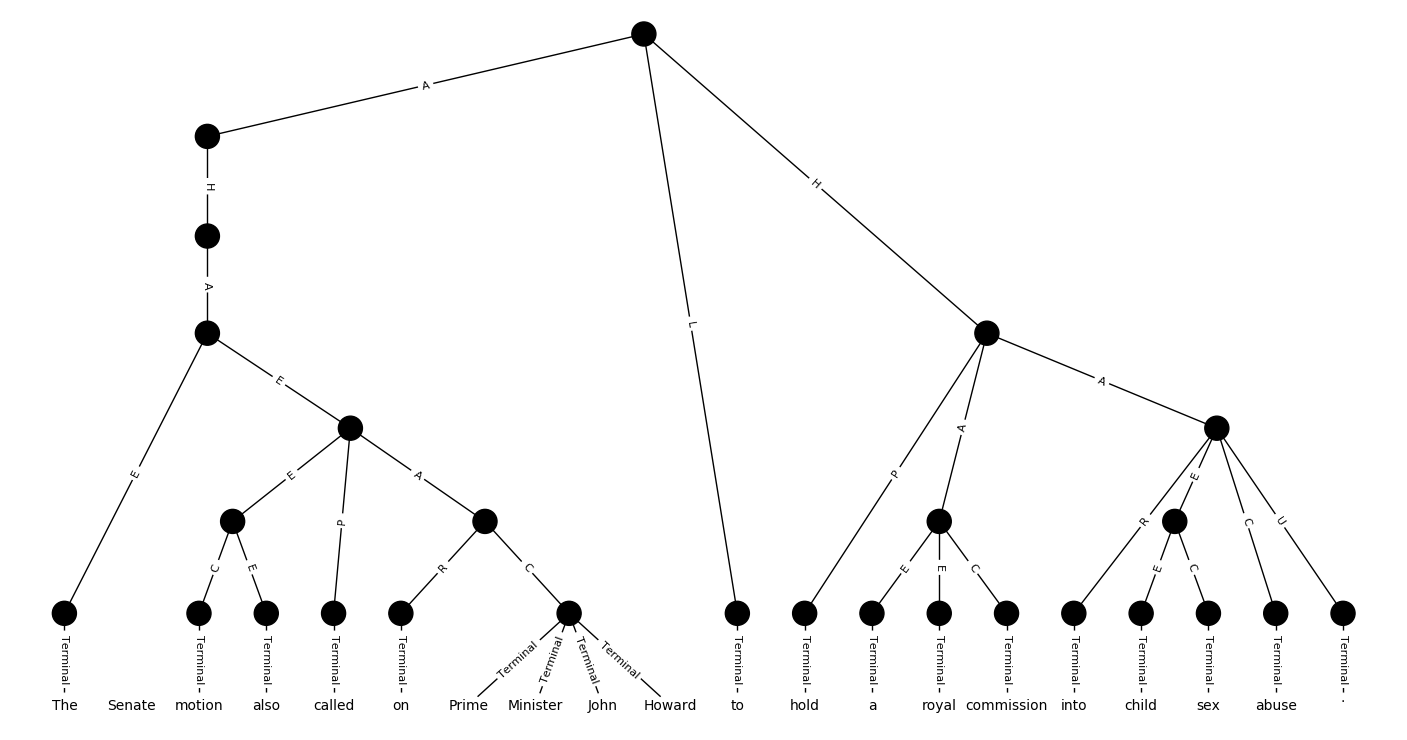 A
H
H
A
L
E
A
E
A
P
E
A
E
R
E
C
U
P
C
E
R
C
E
E
C
E
C
Terminal Terminal Terminal Terminal Terminal Terminal Terminal Terminal Terminal Terminal Terminal Terminal Terminal Terminal Terminal Terminal Terminal Terminal Terminal
The Senate motion also called on Prime Minister John Howard to hold a royal commission into child sex abuse .